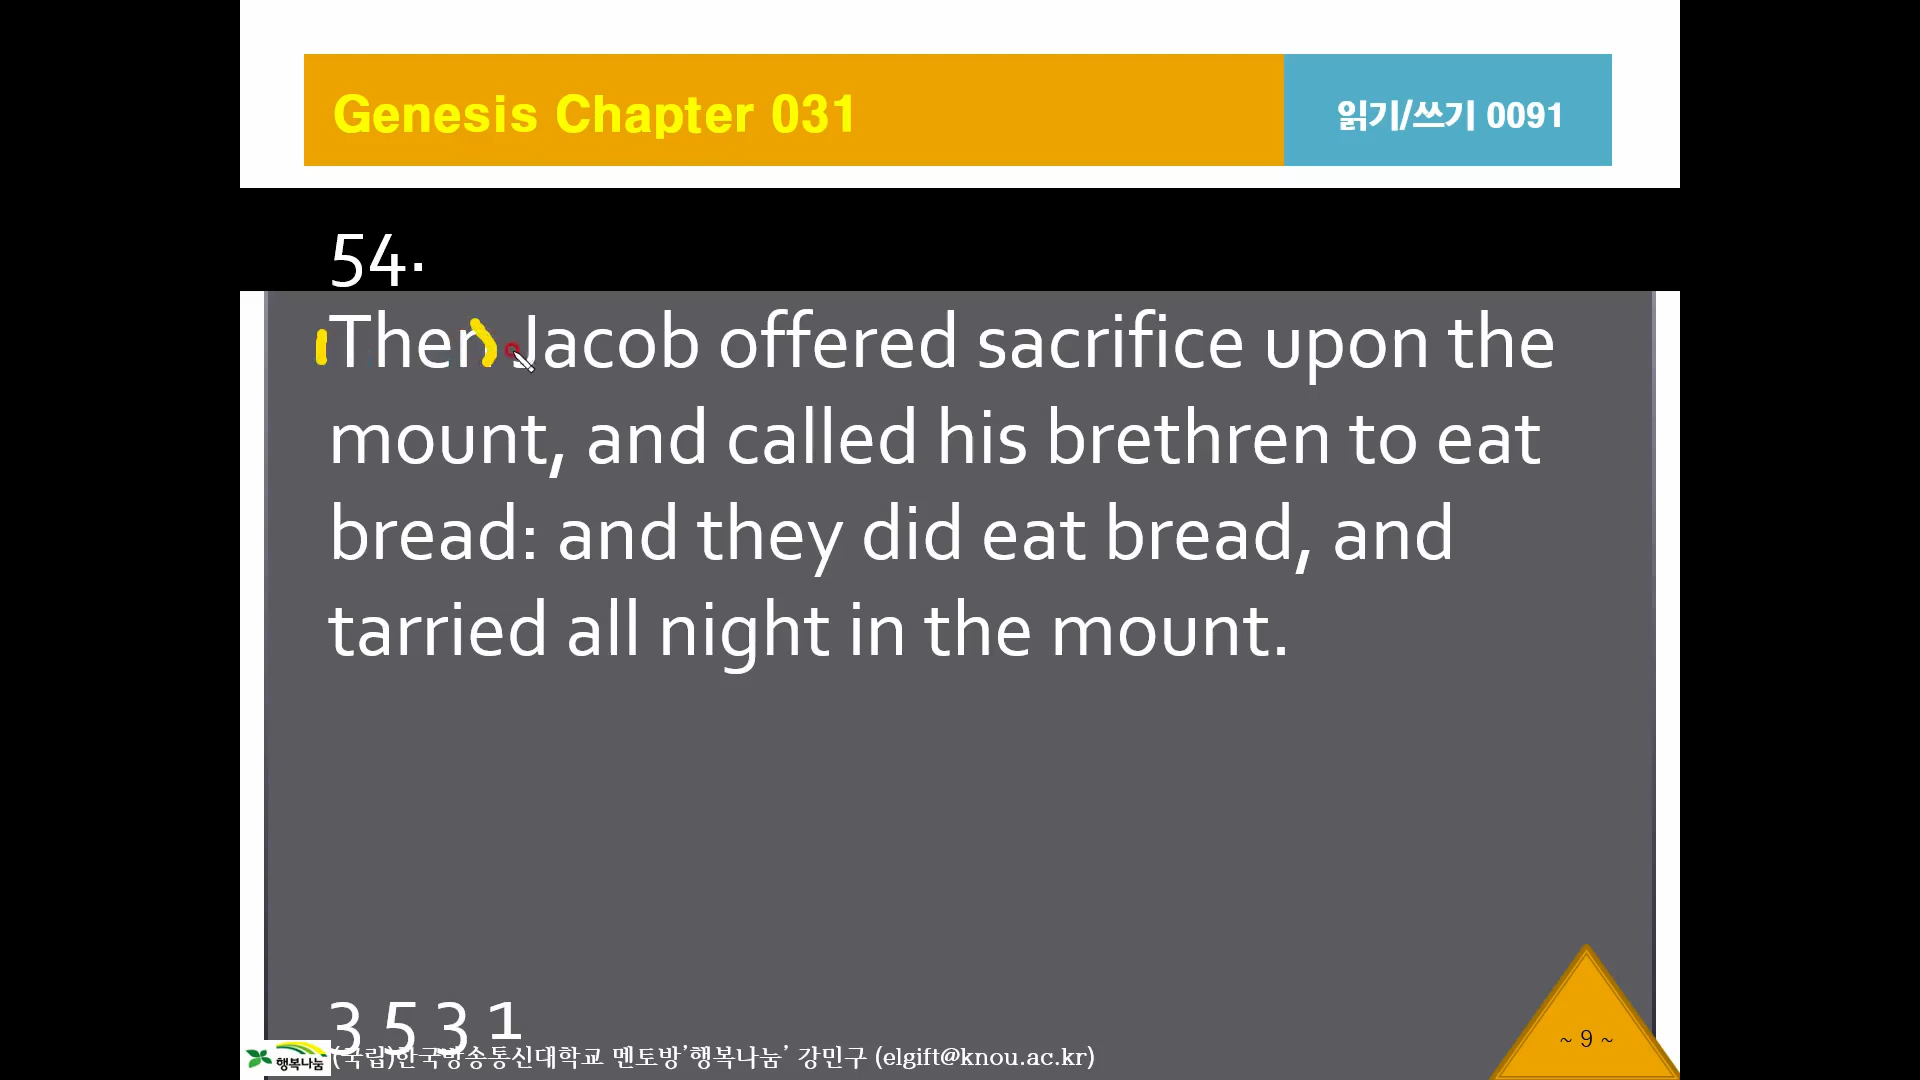 Genesis Chapter 031
읽기/쓰기 0091
54.
Then Jacob offered sacrifice upon the
mount, and called his brethren to eat
bread: and they did eat bread, and
tarried all night in the mount.
3 5 3 1
행복나눔
(국립)한국방송통신대학교 멘토방'행복나눔' 강민구 (elgift@knou.ac.kr)
~ 9 ~